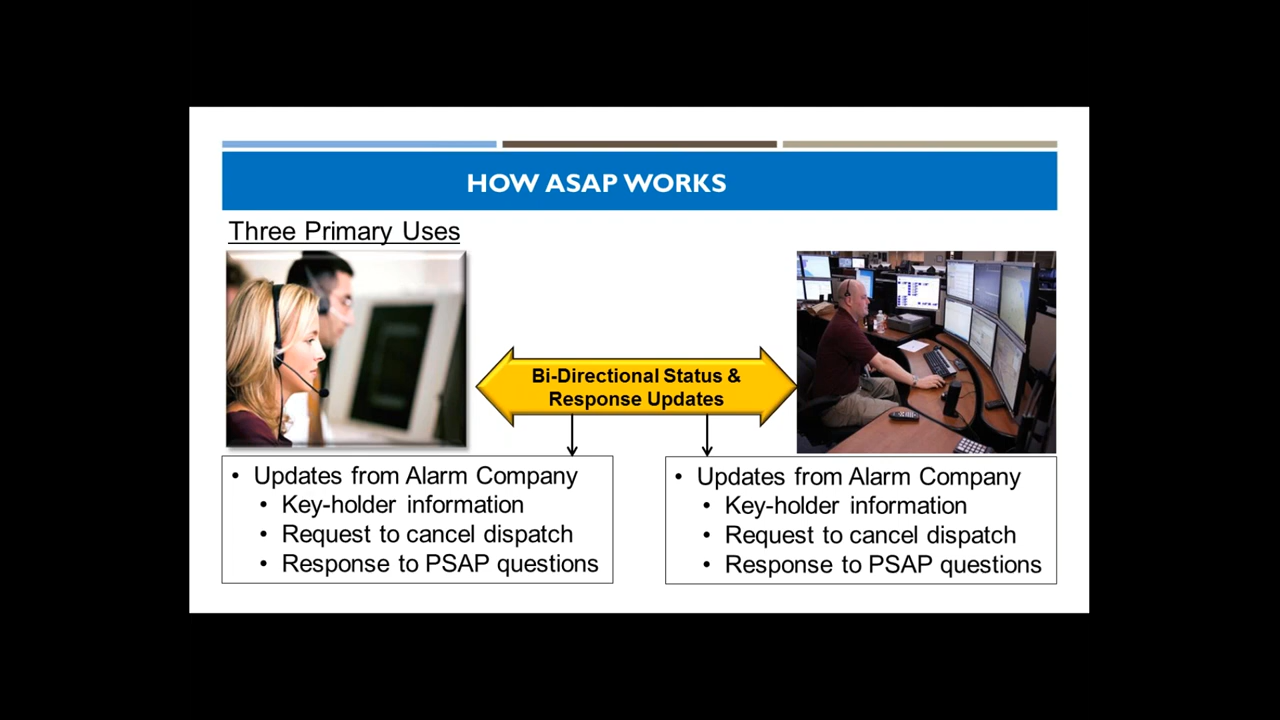 HOW ASAP WORKS
Three Primary Uses
Bi-Directional Status &
Response Updates
• Updates from Alarm Company
• Key-holder information
• Request to cancel dispatch
• Response to PSAP questions
• Updates from Alarm Company
• Key-holder information
• Request to cancel dispatch
• Response to PSAP questions